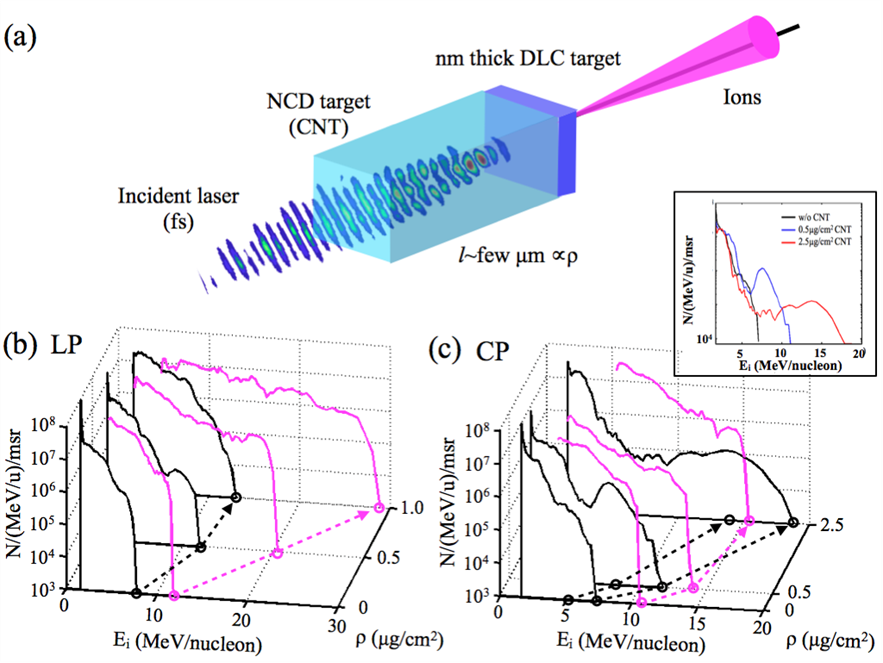 (a)
nm thick DLC target
NCD target
(CNT)
Ions
Incident laser
(fs)
l~few μm ∝ρ
N/(MeV/u)/msr
10⁴
w/o CNT
0.5μg/cm² CNT
2.5μg/cm² CNT
5 10 15 20
Eᵢ (MeV/nucleon)
(b) LP
N/(MeV/u)/msr
10⁸
10⁷
10⁶
10⁵
10⁴
10³
0 10 20 30
Eᵢ (MeV/nucleon)
0 0.5 1.0
ρ (μg/cm²)
(c) CP
N/(MeV/u)/msr
10⁸
10⁷
10⁶
10⁵
10⁴
10³
0 5 10 15 20
Eᵢ (MeV/nucleon)
0 0.5 2.5
ρ (μg/cm²)